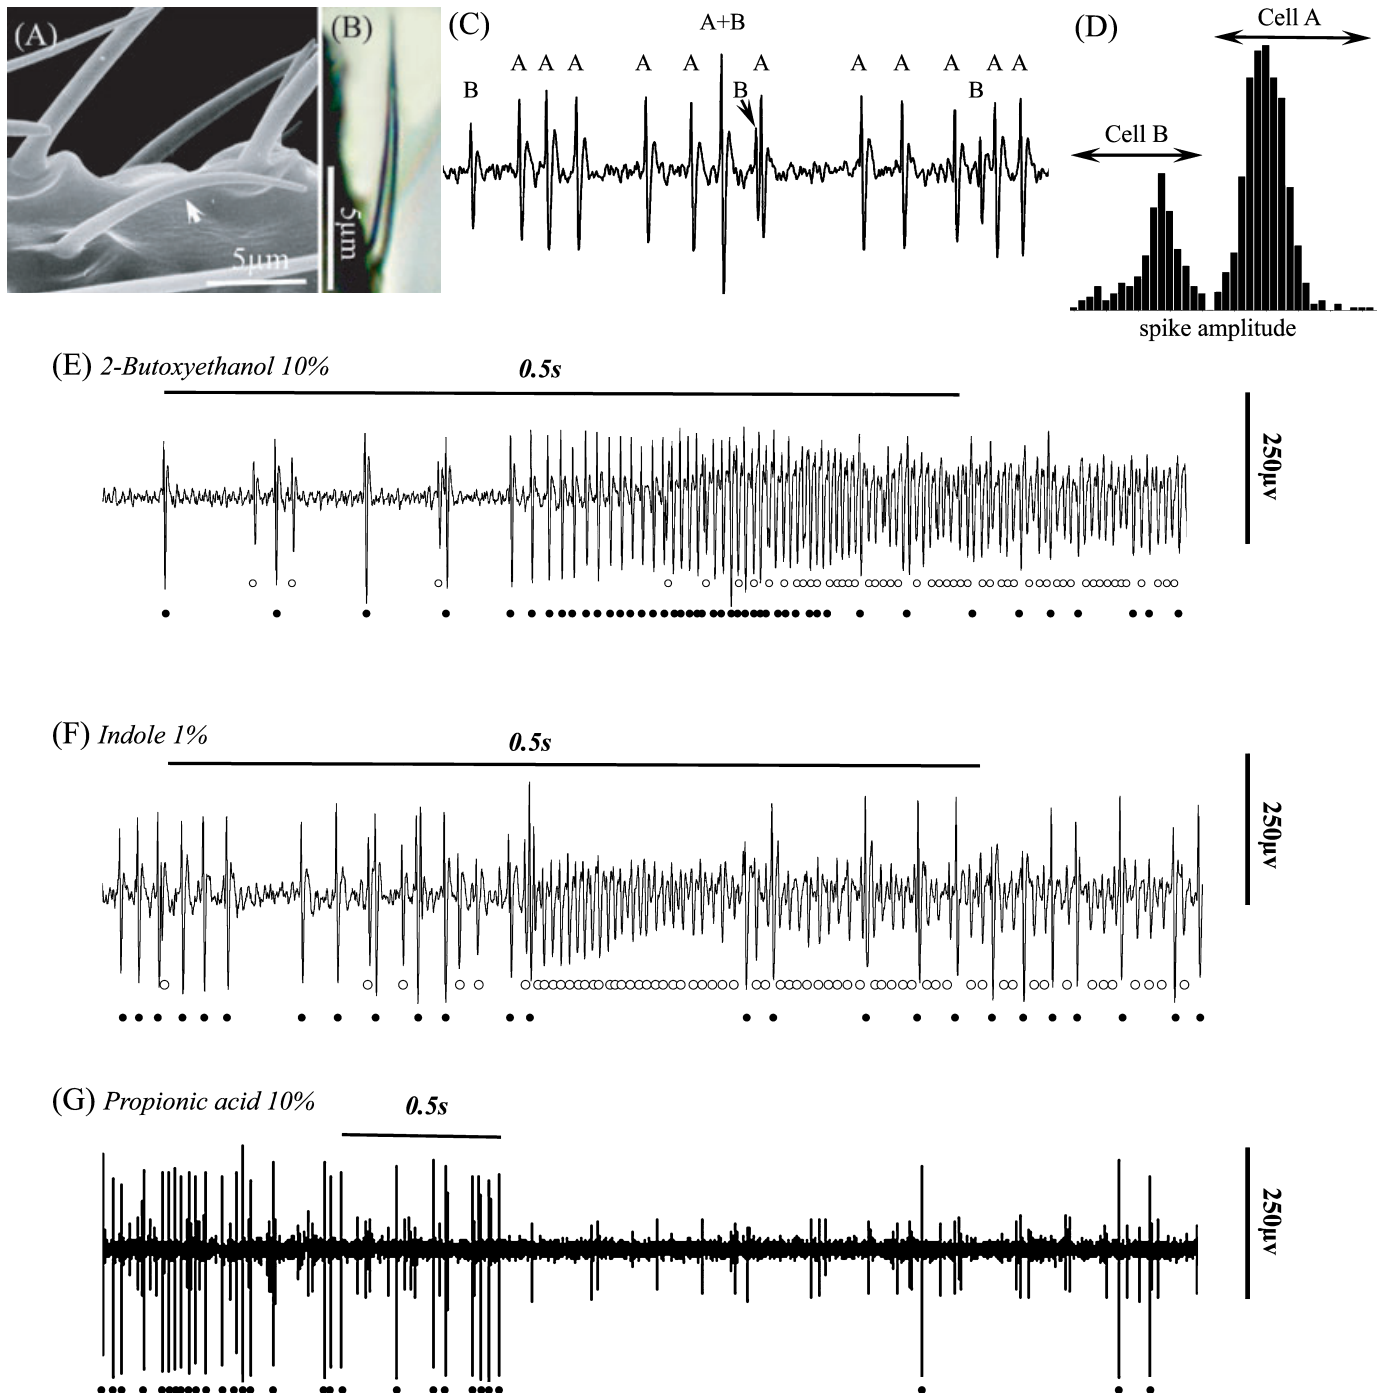 (A)
5μm
(B)
5μm
(C)
A+B
A A A A A A A A A A A
B B B
(D)
Cell A
Cell B
spike amplitude
(E) 2-Butoxyethanol 10%
0.5s
250μv
(F) Indole 1%
0.5s
250μv
(G) Propionic acid 10%
0.5s
250μv